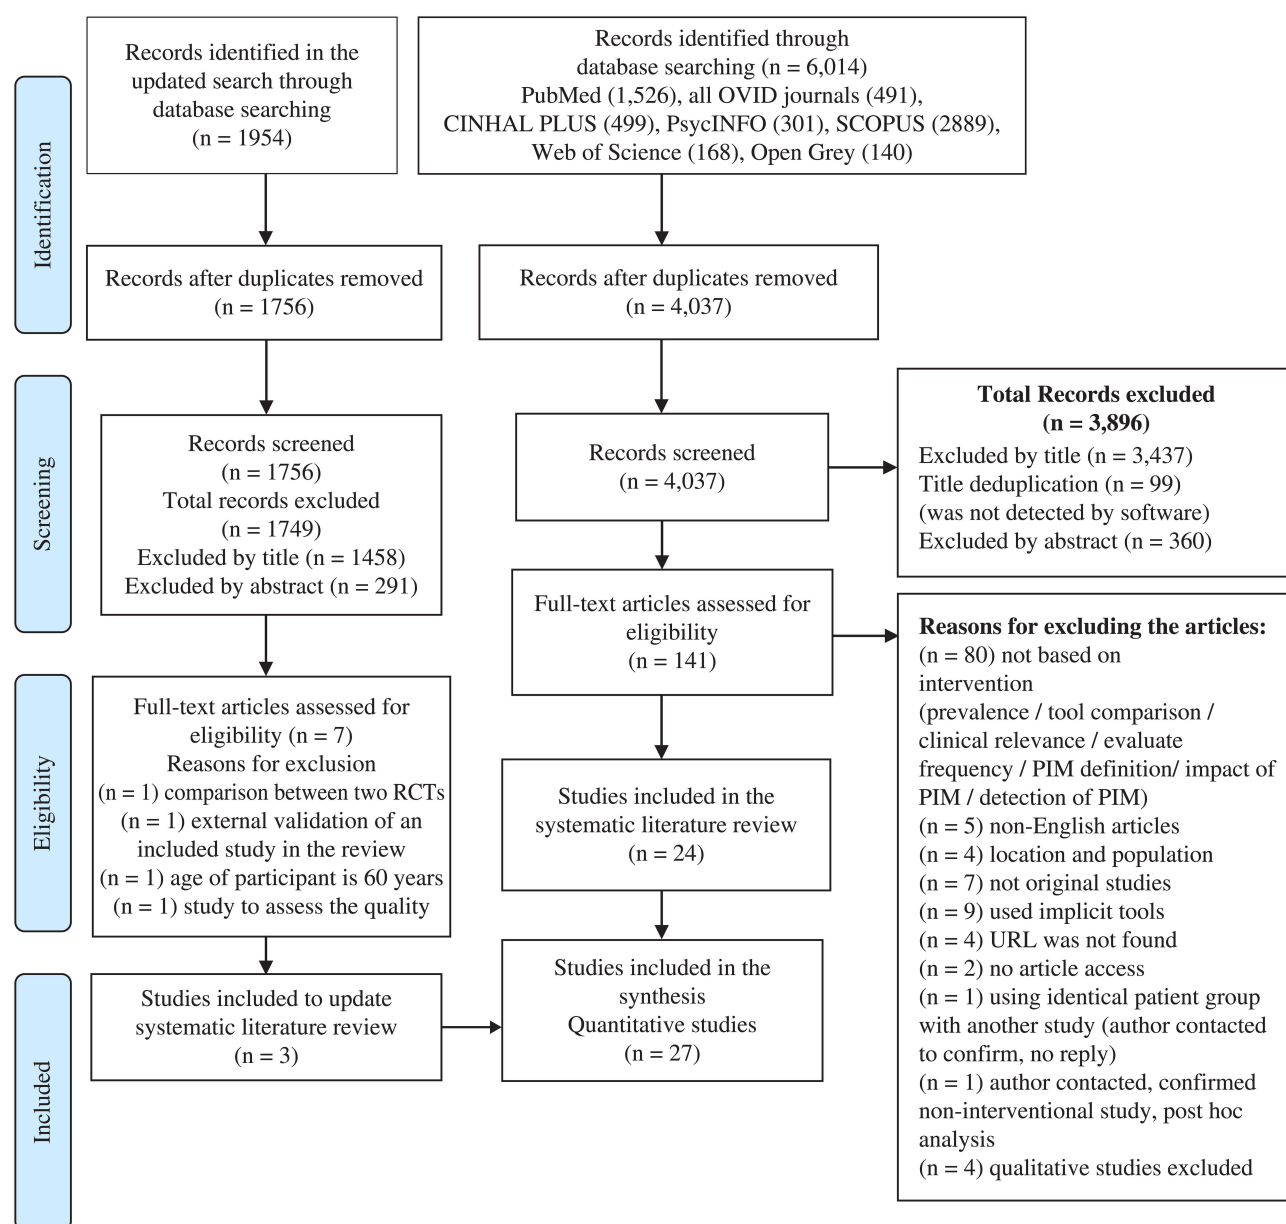 Identification
Records identified in the
updated search through
database searching
(n = 1954)
Records identified through
database searching (n = 6,014)
PubMed (1,526), all OVID journals (491),
CINHAL PLUS (499), PsycINFO (301), SCOPUS (2889),
Web of Science (168), Open Grey (140)
Records after duplicates removed
(n = 1756)
Records after duplicates removed
(n = 4,037)
Screening
Records screened
(n = 1756)
Total records excluded
(n = 1749)
Excluded by title (n = 1458)
Excluded by abstract (n = 291)
Records screened
(n = 4,037)
Total Records excluded
(n = 3,896)
Excluded by title (n = 3,437)
Title deduplication (n = 99)
(was not detected by software)
Excluded by abstract (n = 360)
Full-text articles assessed for
eligibility
(n = 141)
Reasons for excluding the articles:
(n = 80) not based on
intervention
(prevalence / tool comparison /
clinical relevance / evaluate
frequency / PIM definition/ impact of
PIM / detection of PIM)
(n = 5) non-English articles
(n = 4) location and population
(n = 7) not original studies
(n = 9) used implicit tools
(n = 4) URL was not found
(n = 2) no article access
(n = 1) using identical patient group
with another study (author contacted
to confirm, no reply)
(n = 1) author contacted, confirmed
non-interventional study, post hoc
analysis
(n = 4) qualitative studies excluded
Eligibility
Full-text articles assessed for
eligibility (n = 7)
Reasons for exclusion
(n = 1) comparison between two RCTs
(n = 1) external validation of an
included study in the review
(n = 1) age of participant is 60 years
(n = 1) study to assess the quality
Studies included in the
systematic literature review
(n = 24)
Included
Studies included to update
systematic literature review
(n = 3)
Studies included in the
synthesis
Quantitative studies
(n = 27)